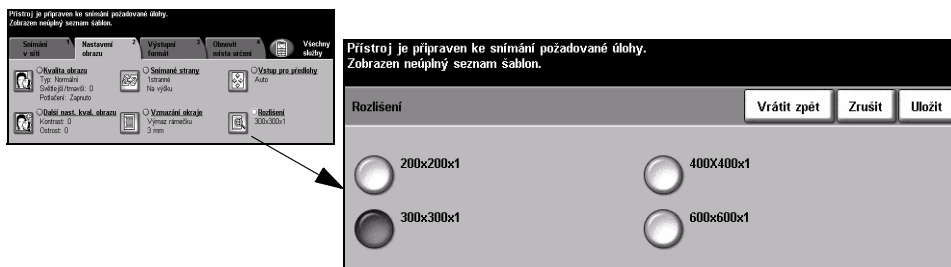 Přístroj je připraven ke snímání požadované úlohy.
Zobrazen neúplný seznam šablon.
Snímání v síti 1
Nastavení obrazu 2
Výstupní formát 3
Obnovit místa určení 4
Všechny služby
Kvalita obrazu
Typ: Normální
Světlejší/tmavší: 0
Potlačení: Zapnuto
Snímané strany
1stranné
Na výšku
Vstup pro předlohy
Auto
Další nast. kval. obrazu
Kontrast: 0
Ostrost: 0
Vymazání okraje
Výmaz rámečku
3 mm
Rozlišení
300x300x1
Přístroj je připraven ke snímání požadované úlohy.
Zobrazen neúplný seznam šablon.
Rozlišení
Vrátit zpět
Zrušit
Uložit
200x200x1
400X400x1
300x300x1
600x600x1